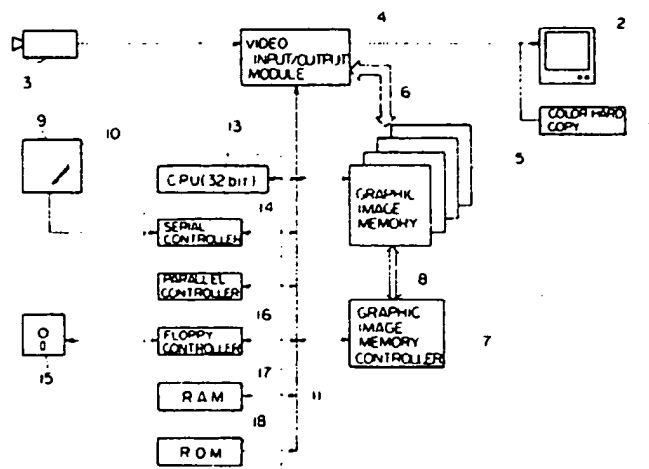 4
2
VIDEO
INPUT/OUTPUT
MODULE
3
6
COLOR HARD
COPY
9
10
13
5
CPU(32bit)
GRAPHIC
IMAGE
MEMORY
14
SERIAL
CONTROLLER
PARALLEL
CONTROLLER
8
16
GRAPHIC
IMAGE
MEMORY
CONTROLLER
7
FLOPPY
CONTROLLER
15
17
RAM
11
18
ROM